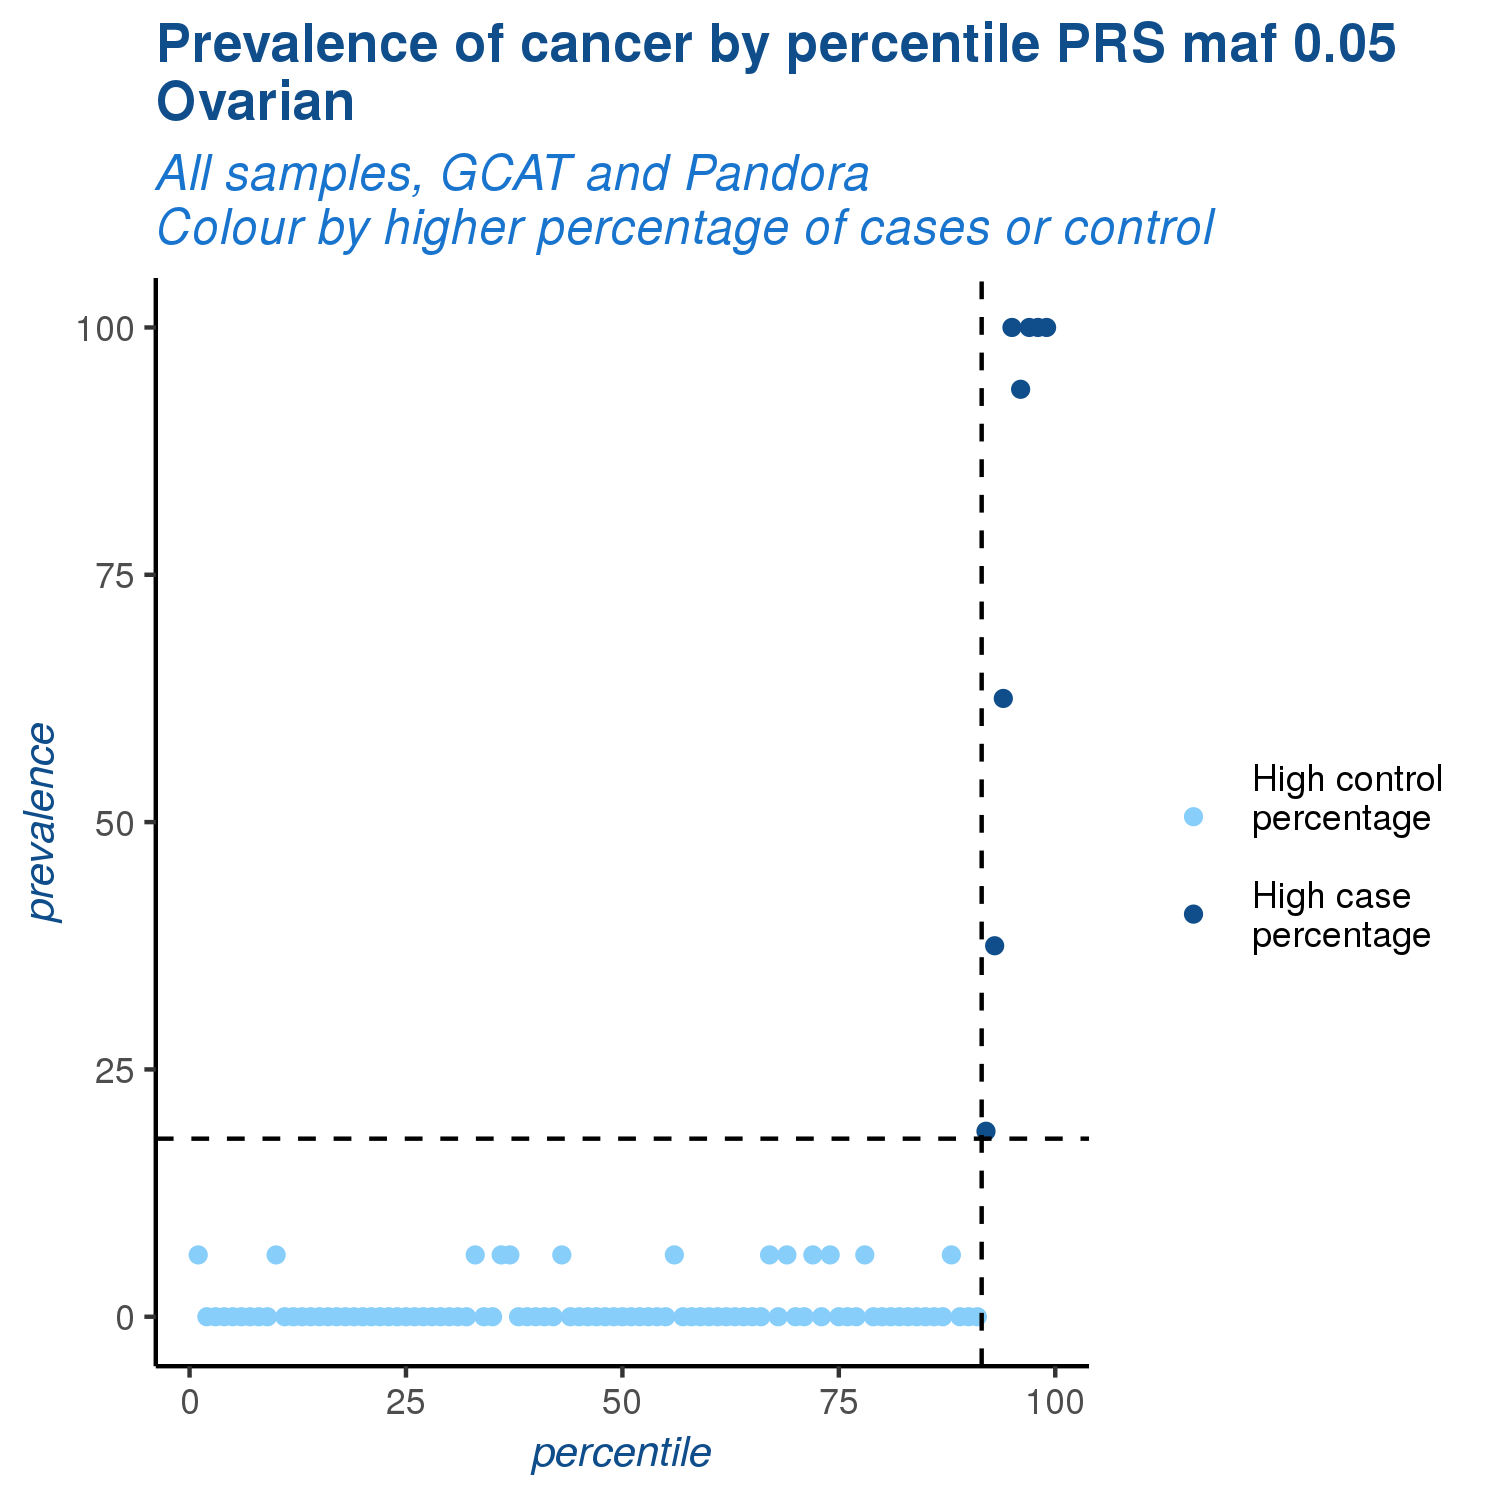 Prevalence of cancer by percentile PRS maf 0.05
Ovarian
All samples, GCAT and Pandora
Colour by higher percentage of cases or control
100
75
50
25
0
prevalence
0 25 50 75 100
percentile
High control
percentage
High case
percentage